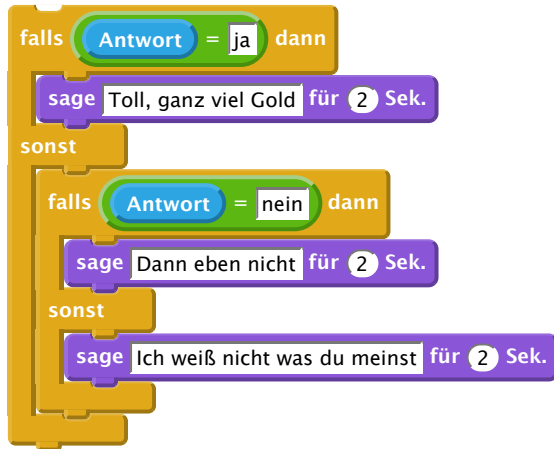 falls Antwort = ja dann
sage Toll, ganz viel Gold für 2 Sek.
sonst
falls Antwort = nein dann
sage Dann eben nicht für 2 Sek.
sonst
sage Ich weiß nicht was du meinst für 2 Sek.